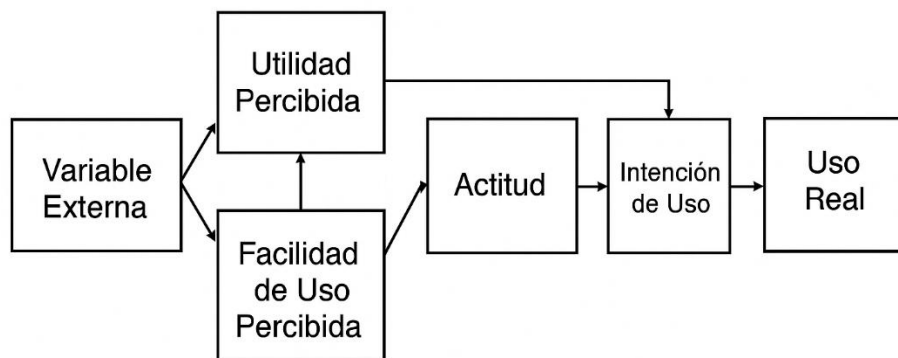 Utilidad
Percibida
Variable
Externa
Facilidad
de Uso
Percibida
Actitud
Intención
de Uso
Uso
Real